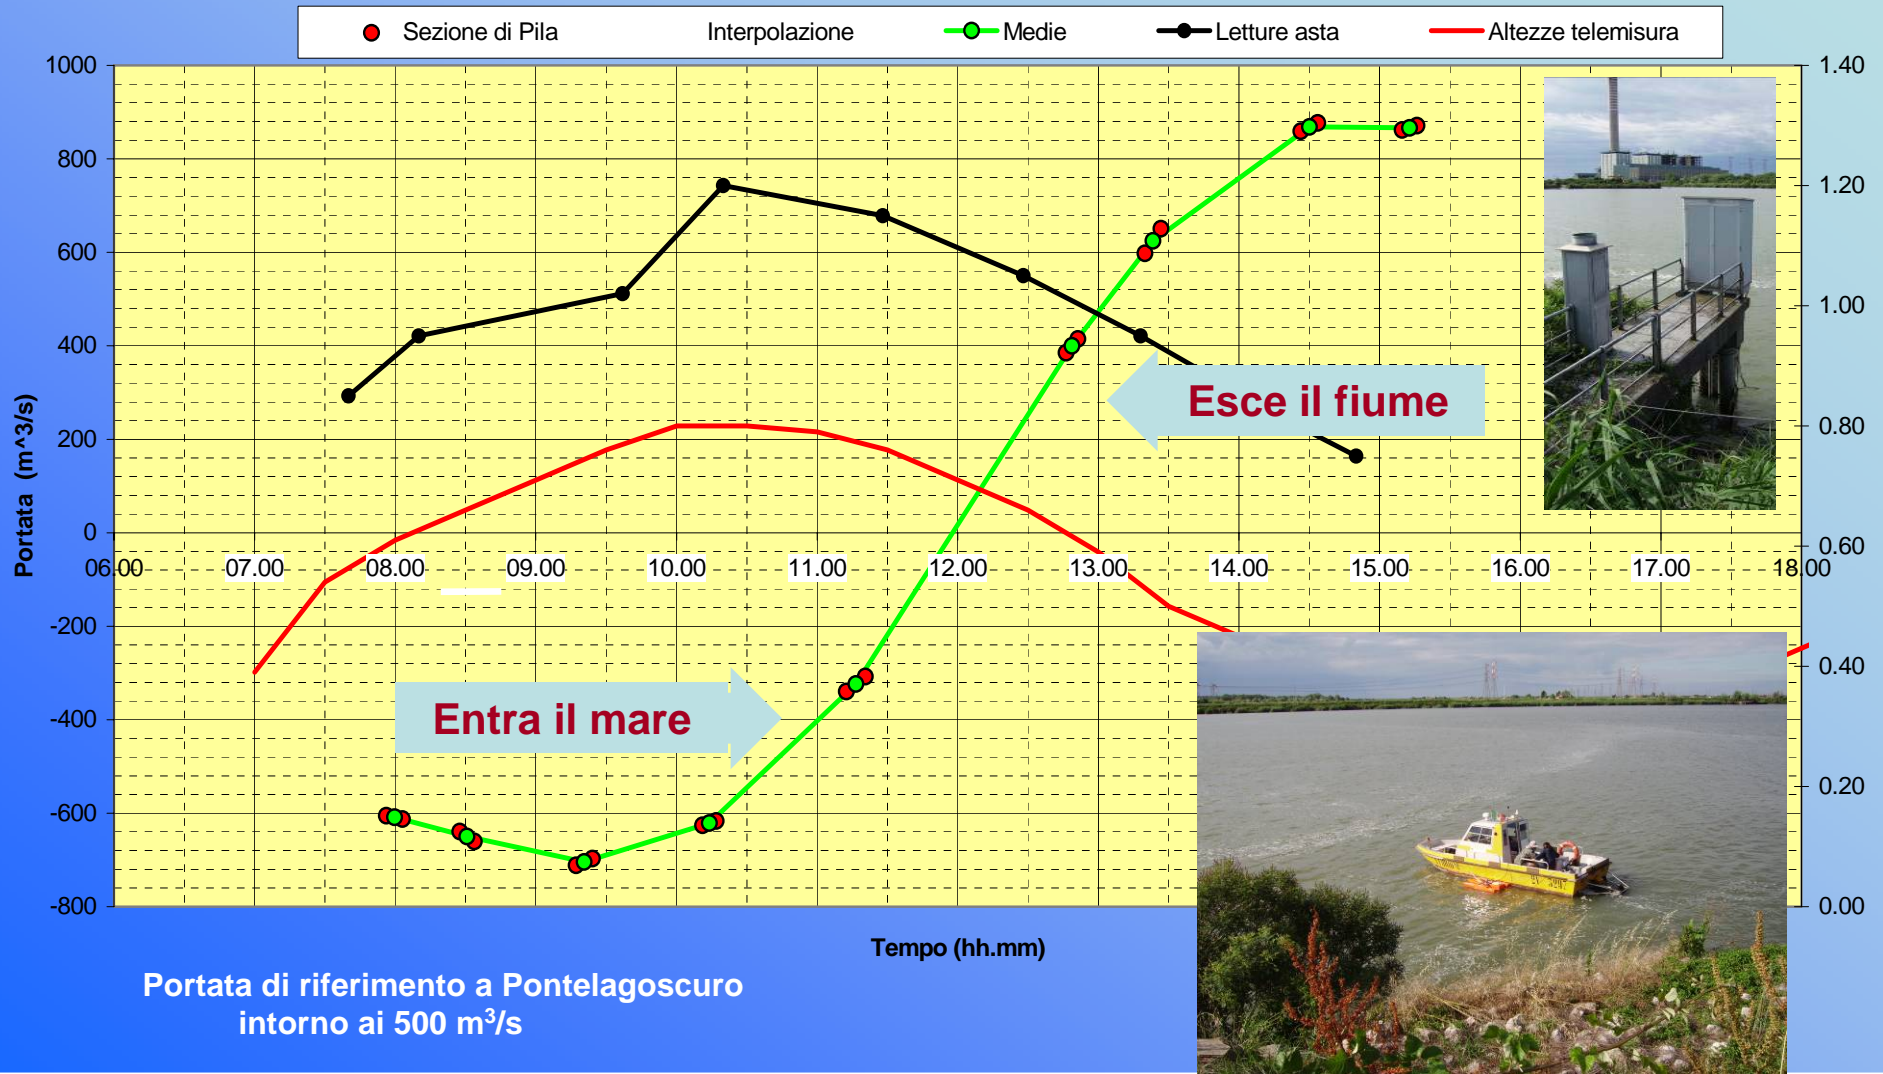 Sezione di Pila Interpolazione Medie Letture asta Altezze telemisura
1000
800
600
400
200
0
-200
-400
-600
-800
Portata (m^3/s)
1.40
1.20
1.00
0.80
0.60
0.40
0.20
0.00
06.00 07.00 08.00 09.00 10.00 11.00 12.00 13.00 14.00 15.00 16.00 17.00 18.00
Esce il fiume
Entra il mare
Tempo (hh.mm)
Portata di riferimento a Pontelagoscuro
intorno ai 500 m³/s